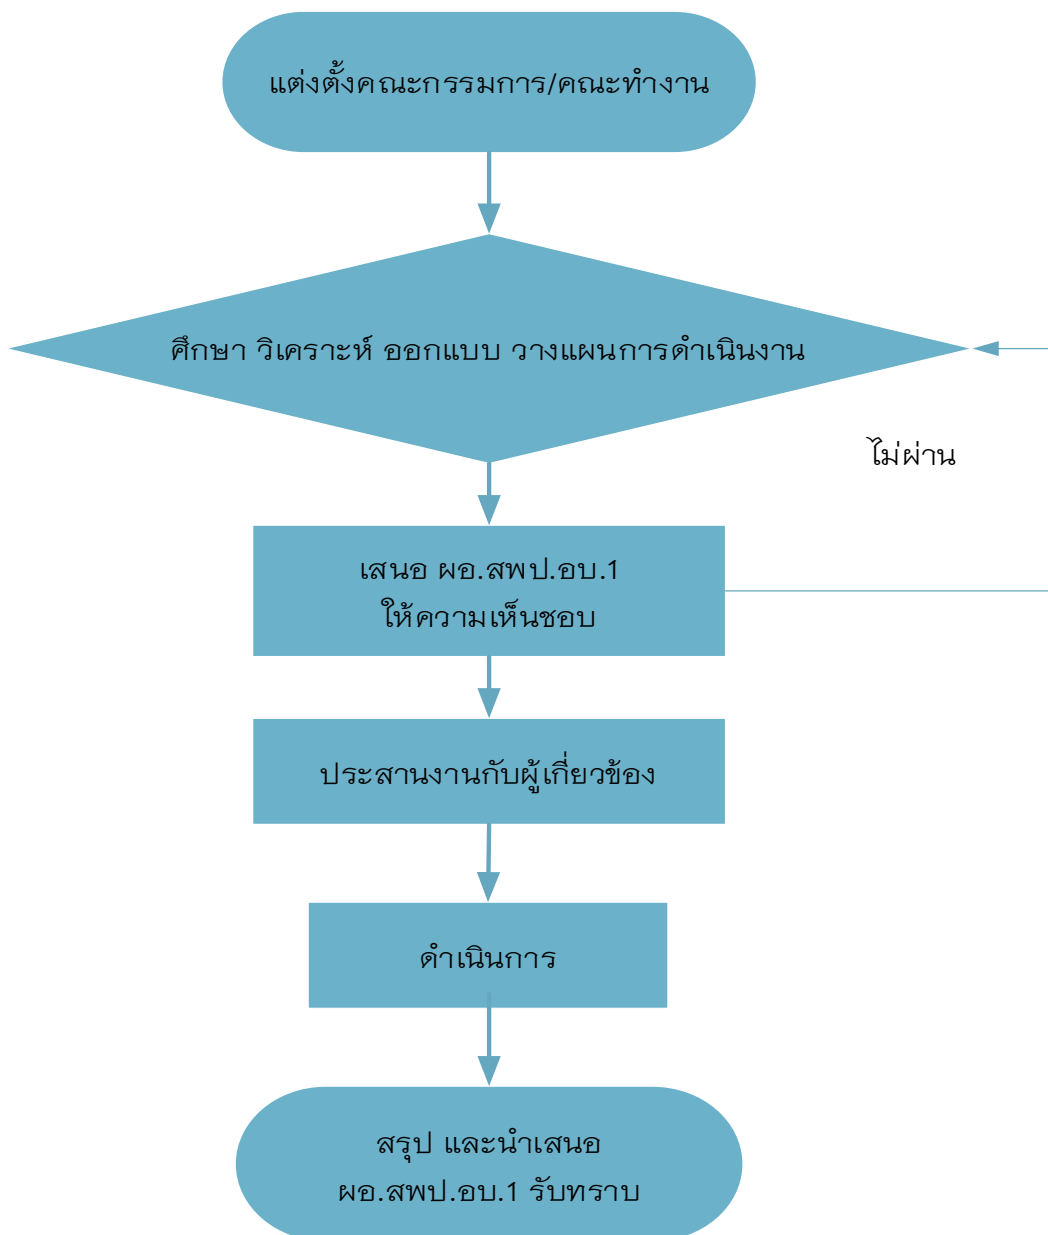 แต่งตั้งคณะกรรมการ/คณะทำงาน
ศึกษา วิเคราะห์ ออกแบบ วางแผนการดำเนินงาน
ไม่ผ่าน
เสนอ ผอ.สพป.อบ.1
ให้ความเห็นชอบ
ประสานงานกับผู้เกี่ยวข้อง
ดำเนินการ
สรุป และนำเสนอ
ผอ.สพป.อบ.1 รับทราบ